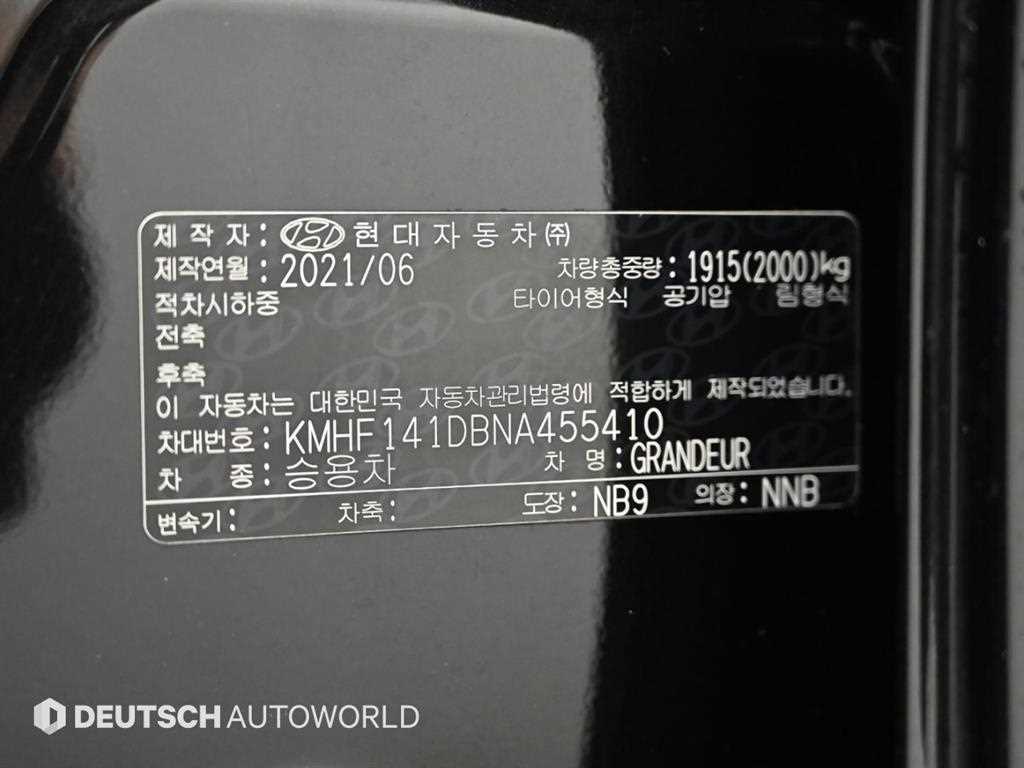 제 작 자 : 현 대 자 동 차 ㈜
제작연월 : 2021/06 차량총중량 : 1915(2000)kg
적차시하중 타이어형식 공기압 림형식
전축
후축
이 자동차는 대한민국 자동차관리법령에 적합하게 제작되었습니다.
차대번호 : KMHF141DBNA455410
차 종 : 승용차 차 명 : GRANDEUR
변속기 : 차축 : 도장 : NB9 의장 : NNB
DEUTSCH AUTOWORLD